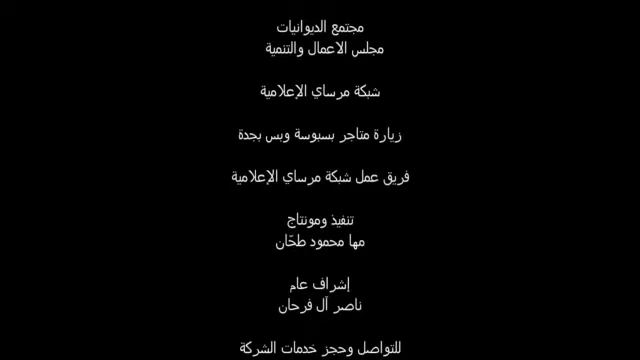 مجتمع الديوانيات
مجلس الاعمال والتنمية
شبكة مرساي الإعلامية
زيارة متاجر بسبوسة وبس بجدة
فريق عمل شبكة مرساي الإعلامية
تنفيذ ومونتاج
مها محمود طحّان
إشراف عام
ناصر آل فرحان
للتواصل وحجز خدمات الشركة